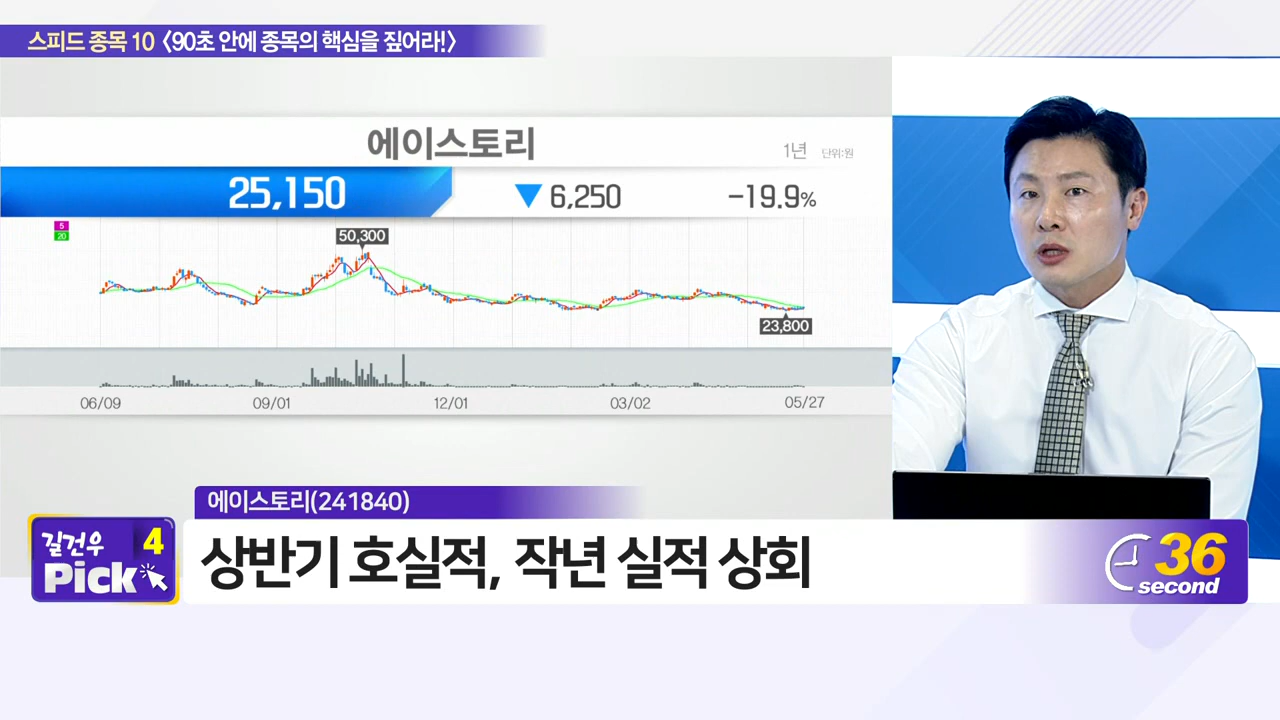 스피드 종목 10 <90초 안에 종목의 핵심을 짚어라!>
에이스토리
1년 단위:원
25,150 ▼ 6,250 -19.9%
5
20
50,300
23,800
06/09 09/01 12/01 03/02 05/27
에이스토리(241840)
길건우 4
Pick
상반기 호실적, 작년 실적 상회
36
second